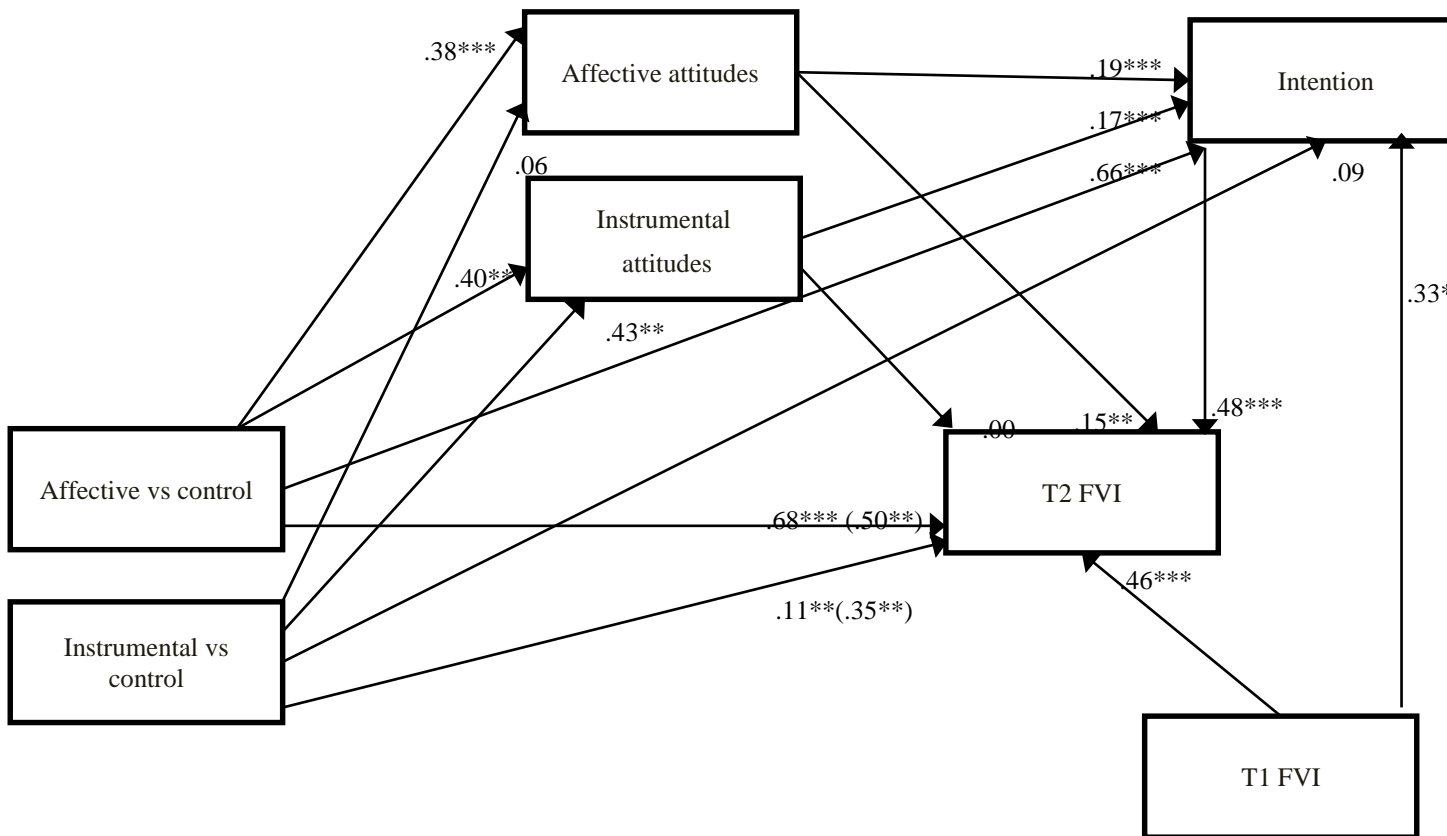 .38***
Affective attitudes
.19***
Intention
.17***
.06
.66***
.09
Instrumental
attitudes
.40**
.33*
.43**
.00
.15**
.48***
Affective vs control
T2 FVI
.68*** (.50**)
.46***
.11**(.35**)
Instrumental vs
control
T1 FVI